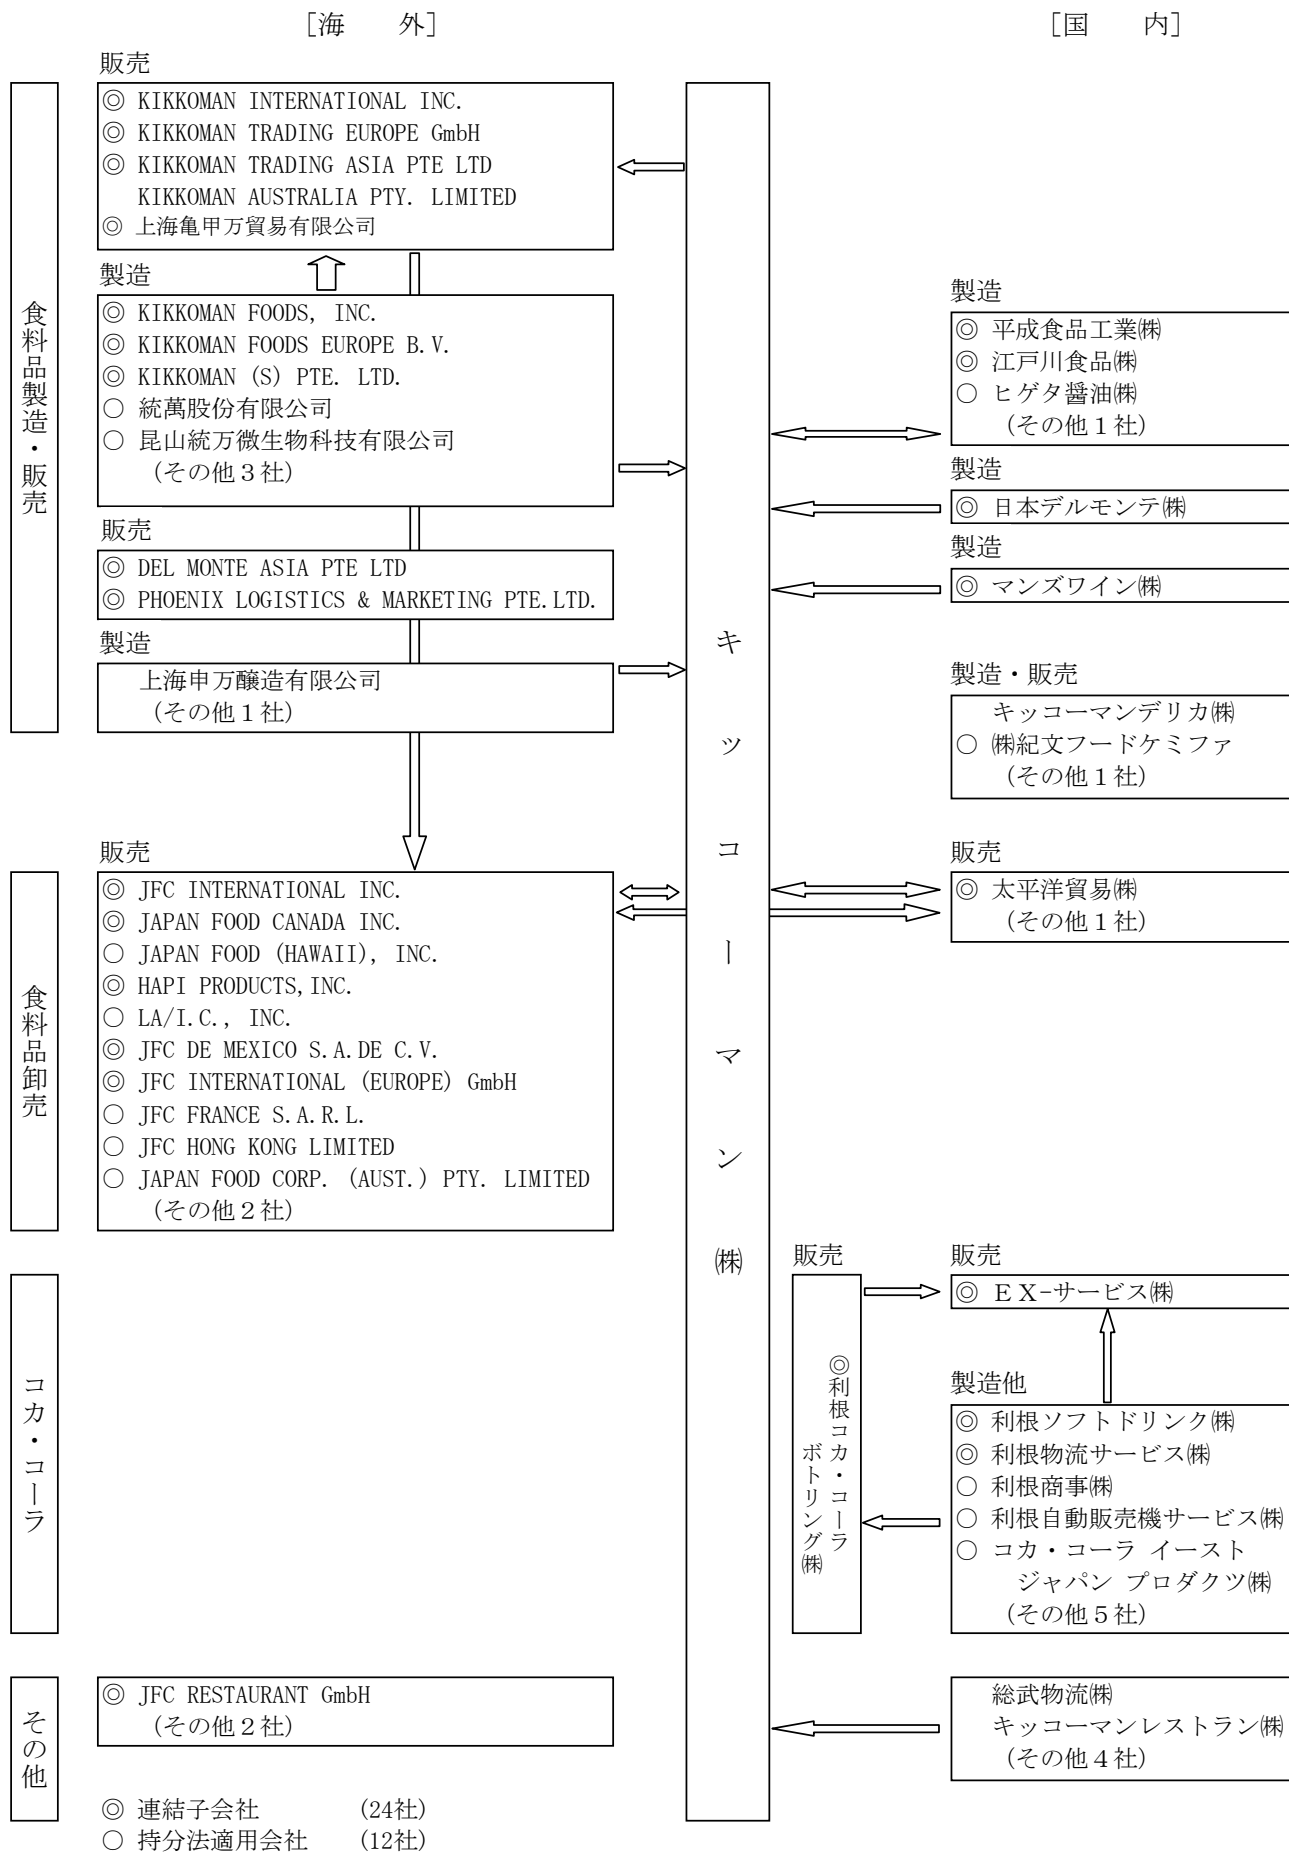 [海　外]
[国　内]
食料品製造・販売
販売
◎ KIKKOMAN INTERNATIONAL INC.
◎ KIKKOMAN TRADING EUROPE GmbH
◎ KIKKOMAN TRADING ASIA PTE LTD
KIKKOMAN AUSTRALIA PTY. LIMITED
◎ 上海亀甲万貿易有限公司
製造
◎ KIKKOMAN FOODS, INC.
◎ KIKKOMAN FOODS EUROPE B.V.
◎ KIKKOMAN (S) PTE. LTD.
○ 統萬股份有限公司
○ 昆山統万微生物科技有限公司
（その他３社）
販売
◎ DEL MONTE ASIA PTE LTD
◎ PHOENIX LOGISTICS & MARKETING PTE.LTD.
製造
上海申万醸造有限公司
（その他１社）
キッコーマン㈱
製造
◎ 平成食品工業㈱
◎ 江戸川食品㈱
○ ヒゲタ醤油㈱
（その他１社）
製造
◎ 日本デルモンテ㈱
製造
◎ マンズワイン㈱
製造・販売
キッコーマンデリカ㈱
○ ㈱紀文フードケミファ
（その他１社）
食料品卸売
販売
◎ JFC INTERNATIONAL INC.
◎ JAPAN FOOD CANADA INC.
○ JAPAN FOOD (HAWAII), INC.
◎ HAPI PRODUCTS,INC.
○ LA/I.C., INC.
◎ JFC DE MEXICO S.A.DE C.V.
◎ JFC INTERNATIONAL (EUROPE) GmbH
○ JFC FRANCE S.A.R.L.
○ JFC HONG KONG LIMITED
○ JAPAN FOOD CORP. (AUST.) PTY. LIMITED
（その他２社）
販売
◎ 太平洋貿易㈱
（その他１社）
コカ・コーラ
販売
◎利根コカ・コーラ
ボトリング㈱
販売
◎ ＥＸ-サービス㈱
製造他
◎ 利根ソフトドリンク㈱
◎ 利根物流サービス㈱
○ 利根商事㈱
○ 利根自動販売機サービス㈱
○ コカ・コーラ イースト
ジャパン プロダクツ㈱
（その他５社）
その他
◎ JFC RESTAURANT GmbH
（その他２社）
総武物流㈱
キッコーマンレストラン㈱
（その他４社）
◎ 連結子会社 (24社)
○ 持分法適用会社 (12社)